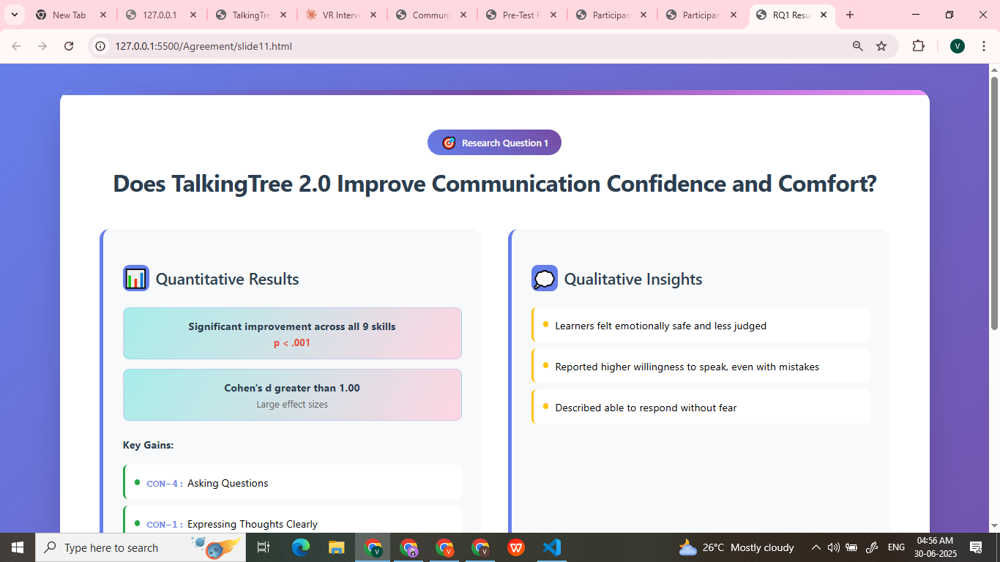 New Tab
127.0.0.1
TalkingTre
VR Interve
Communi
Pre-Test P
Participan
Participan
RQ1 Resu
127.0.0.1:5500/Agreement/slide11.html
V
Research Question 1
Does TalkingTree 2.0 Improve Communication Confidence and Comfort?
Quantitative Results
Significant improvement across all 9 skills
p < .001
Cohen's d greater than 1.00
Large effect sizes
Key Gains:
CON-4: Asking Questions
CON-1: Expressing Thoughts Clearly
Qualitative Insights
Learners felt emotionally safe and less judged
Reported higher willingness to speak, even with mistakes
Described able to respond without fear
Type here to search
26°C Mostly cloudy
ENG
04:56 AM
30-06-2025